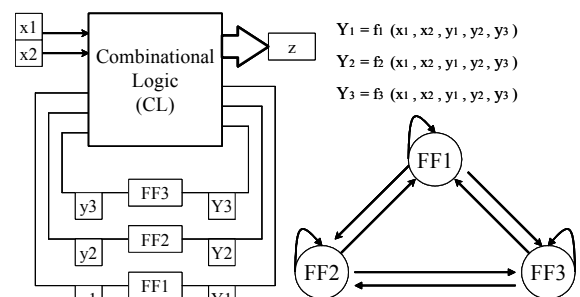 x1
x2
Combinational
Logic
(CL)
z
Y1 = f1 (x1 , x2 , y1 , y2 , y3 )
Y2 = f2 (x1 , x2 , y1 , y2 , y3 )
Y3 = f3 (x1 , x2 , y1 , y2 , y3 )
y3
FF3
Y3
y2
FF2
Y2
FF1
FF1
FF2
FF3